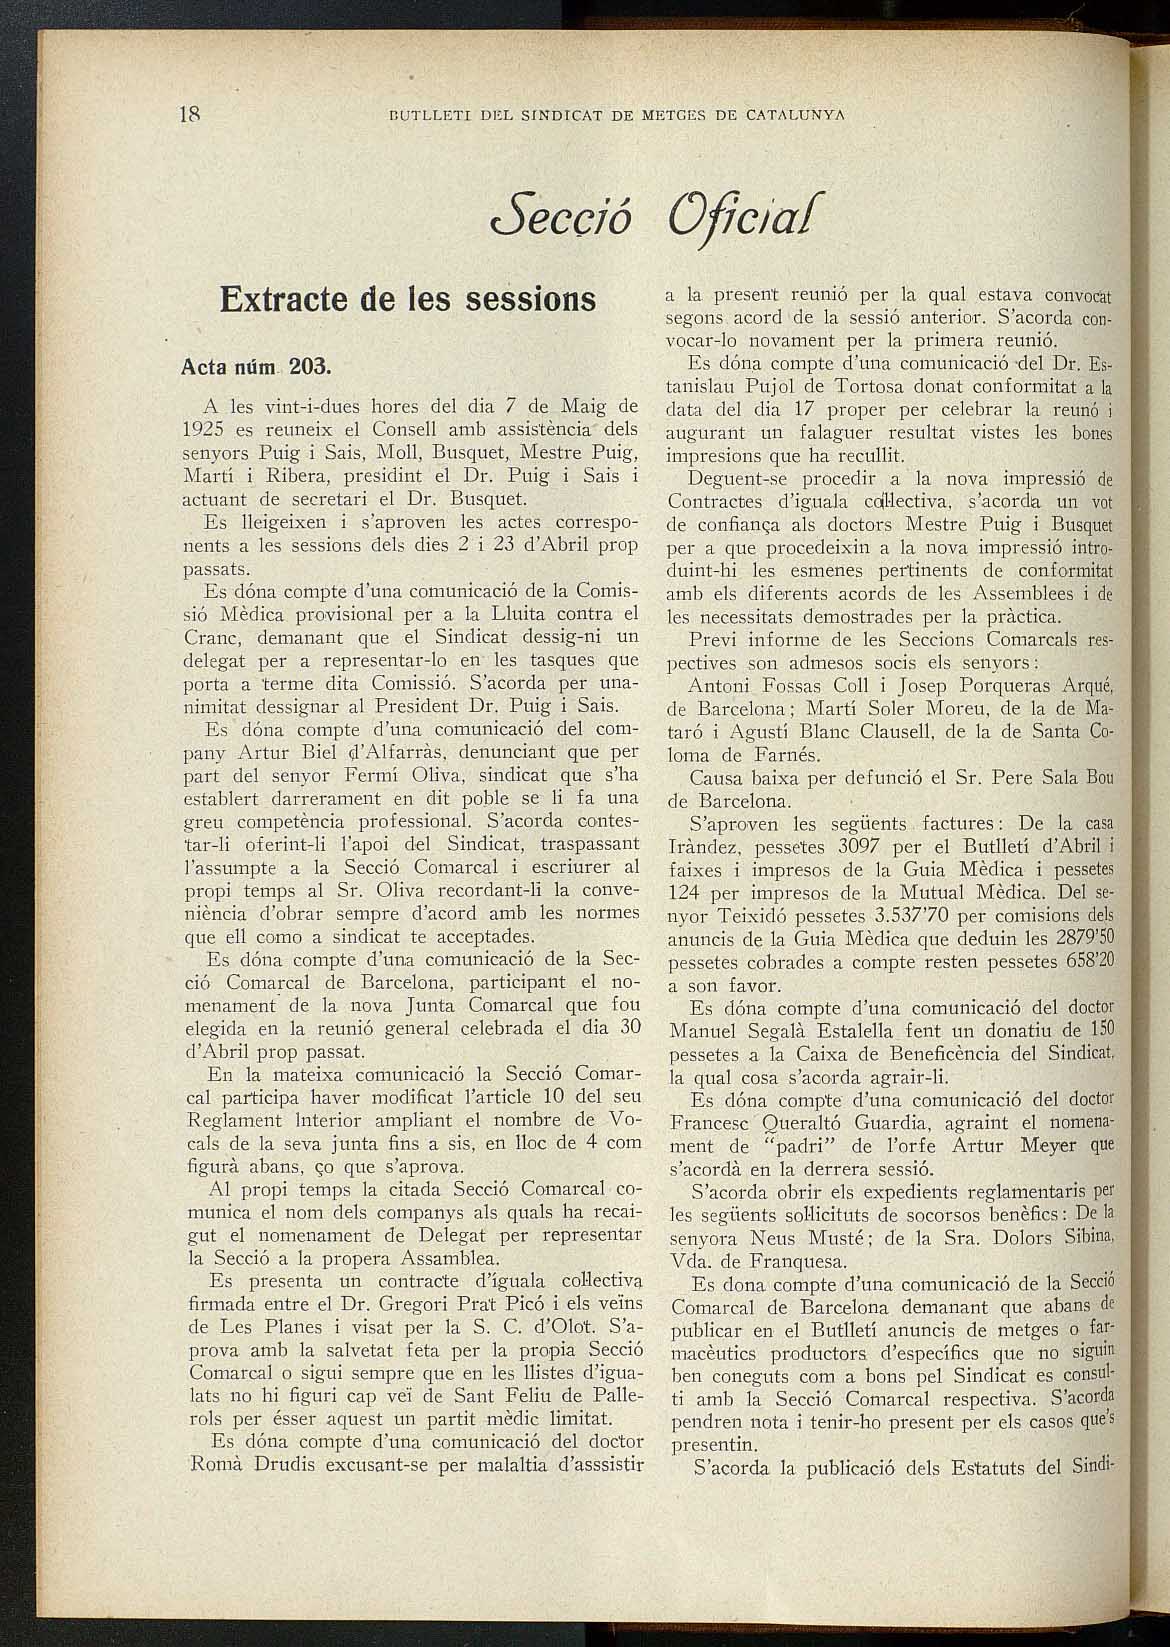 18
BUTLLETI DEL SINDICAT DE METGES DE CATALUNYA
Secció Oficial
Extracte de les sessions
Acta núm. 203.
A les vint-i-dues hores del dia 7 de Maig de
1925 es reuneix el Consell amb assistència dels
senyors Puig i Sais, Moll, Busquet, Mestre Puig,
Martí i Ribera, presidint el Dr. Puig i Sais i
actuant de secretari el Dr. Busquet.
Es lleigeixen i s'aproven les actes correspo-
nents a les sessions dels dies 2 i 23 d'Abril prop
passats.
Es dóna compte d'una comunicació de la Comis-
sió Mèdica provisional per a la Lluita contra el
Cranc, demanant que el Sindicat dessig-ni un
delegat per a representar-lo en les tasques que
porta a terme dita Comissió. S'acorda per una-
nimitat dessignar al President Dr. Puig i Sais.
Es dóna compte d'una comunicació del com-
pany Artur Biel d'Alfarràs, denunciant que per
part del senyor Fermí Oliva, sindicat que s'ha
establert darrerament en dit poble se li fa una
greu competència professional. S'acorda contes-
tar-li oferint-li l'apoi del Sindicat, traspassant
l'assumpte a la Secció Comarcal i escriurer al
propi temps al Sr. Oliva recordant-li la conve-
niència d'obrar sempre d'acord amb les normes
que ell como a sindicat te acceptades.
Es dóna compte d'una comunicació de la Sec-
ció Comarcal de Barcelona, participant el no-
menament de la nova Junta Comarcal que fou
elegida en la reunió general celebrada el dia 30
d'Abril prop passat.
En la mateixa comunicació la Secció Comar-
cal participa haver modificat l'article 10 del seu
Reglament Interior ampliant el nombre de Vo-
cals de la seva junta fins a sis, en lloc de 4 com
figurà abans, ço que s'aprova.
Al propi temps la citada Secció Comarcal co-
munica el nom dels companys als quals ha recai-
gut el nomenament de Delegat per representar
la Secció a la propera Assamblea.
Es presenta un contracte d'iguala col·lectiva
firmada entre el Dr. Gregori Prat Picó i els veïns
de Les Planes i visat per la S. C. d'Olot. S'a-
prova amb la salvetat feta per la propia Secció
Comarcal o sigui sempre que en les llistes d'igua-
lats no hi figuri cap veï de Sant Feliu de Palle-
rols per ésser aquest un partit mèdic limitat.
Es dóna compte d'una comunicació del doctor
Romà Drudis excusant-se per malaltia d'asssistir
a la present reunió per la qual estava convocat
segons acord de la sessió anterior. S'acorda con-
vocar-lo novament per la primera reunió.
Es dóna compte d'una comunicació del Dr. Es-
tanislau Pujol de Tortosa donat conformitat a la
data del dia 17 proper per celebrar la reunó i
augurant un falaguer resultat vistes les bones
impresions que ha recullit.
Deguent-se procedir a la nova impressió de
Contractes d'iguala col·lectiva, s'acorda un vot
de confiança als doctors Mestre Puig i Busquet
per a que procedeixin a la nova impressió intro-
duint-hi les esmenes pertinents de conformitat
amb els diferents acords de les Assemblees i de
les necessitats demostrades per la pràctica.
Previ informe de les Seccions Comarcals res-
pectives son admesos socis els senyors:
Antoni Fossas Coll i Josep Porqueras Arqué,
de Barcelona; Martí Soler Moreu, de la de Ma-
taró i Agustí Blanc Clausell, de la de Santa Co-
loma de Farnés.
Causa baixa per defunció el Sr. Pere Sala Bou
de Barcelona.
S'aproven les següents factures: De la casa
Iràndez, pessetes 3097 per el Butlletí d'Abril i
faixes i impresos de la Guia Mèdica i pessetes
124 per impresos de la Mutual Mèdica. Del se-
nyor Teixidó pessetes 3.537'70 per comisions dels
anuncis de la Guia Mèdica que deduin les 2879'50
pessetes cobrades a compte resten pessetes 658'20
a son favor.
Es dóna compte d'una comunicació del doctor
Manuel Segalà Estalella fent un donatiu de 150
pessetes a la Caixa de Beneficència del Sindicat,
la qual cosa s'acorda agrair-li.
Es dóna compte d'una comunicació del doctor
Francesc Queraltó Guardia, agraint el nomena-
ment de "padri" de l'orfe Artur Meyer que
s'acordà en la derrera sessió.
S'acorda obrir els expedients reglamentaris per
les següents sol·licituts de socorsos benèfics: De la
senyora Neus Musté; de la Sra. Dolors Sibina,
Vda. de Franquesa.
Es dona compte d'una comunicació de la Secció
Comarcal de Barcelona demanant que abans de
publicar en el Butlletí anuncis de metges o far-
macèutics productors d'específics que no siguin
ben coneguts com a bons pel Sindicat es consul-
ti amb la Secció Comarcal respectiva. S'acorda
pendren nota i tenir-ho present per els casos que's
presentin.
S'acorda la publicació dels Estatuts del Sindi-